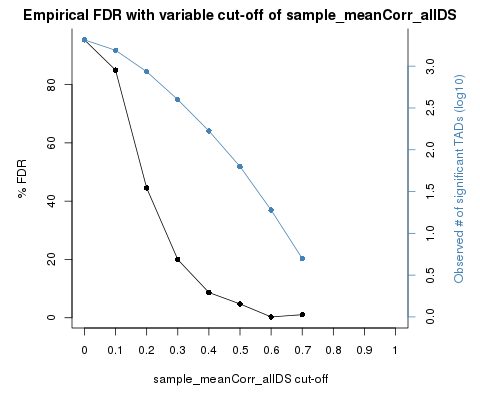 Empirical FDR with variable cut-off of sample_meanCorr_allDS
% FDR
80
60
40
20
0
3.0
2.5
2.0
1.5
1.0
0.5
0.0
Observed # of significant TADs (log10)
0 0.1 0.2 0.3 0.4 0.5 0.6 0.7 0.8 0.9 1
sample_meanCorr_allDS cut-off